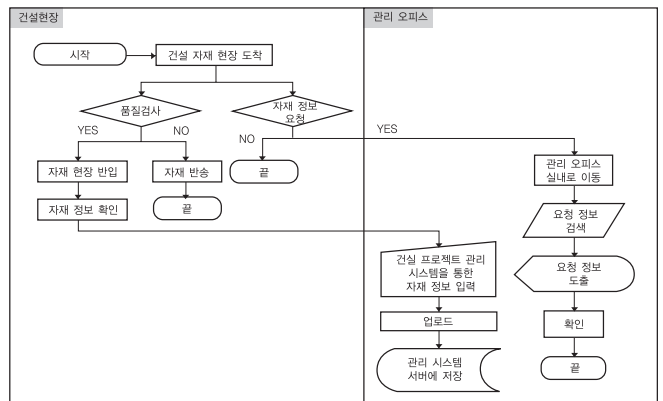 건설현장
관리 오피스
시작
건설 자재 현장 도착
품질검사
자재 정보
요청
YES
NO
NO
YES
자재 현장 반입
자재 반송
끝
관리 오피스
실내로 이동
자재 정보 확인
끝
요청 정보
검색
건실 프로젝트 관리
시스템을 통한
자재 정보 입력
요청 정보
도출
업로드
확인
관리 시스템
서버에 저장
끝